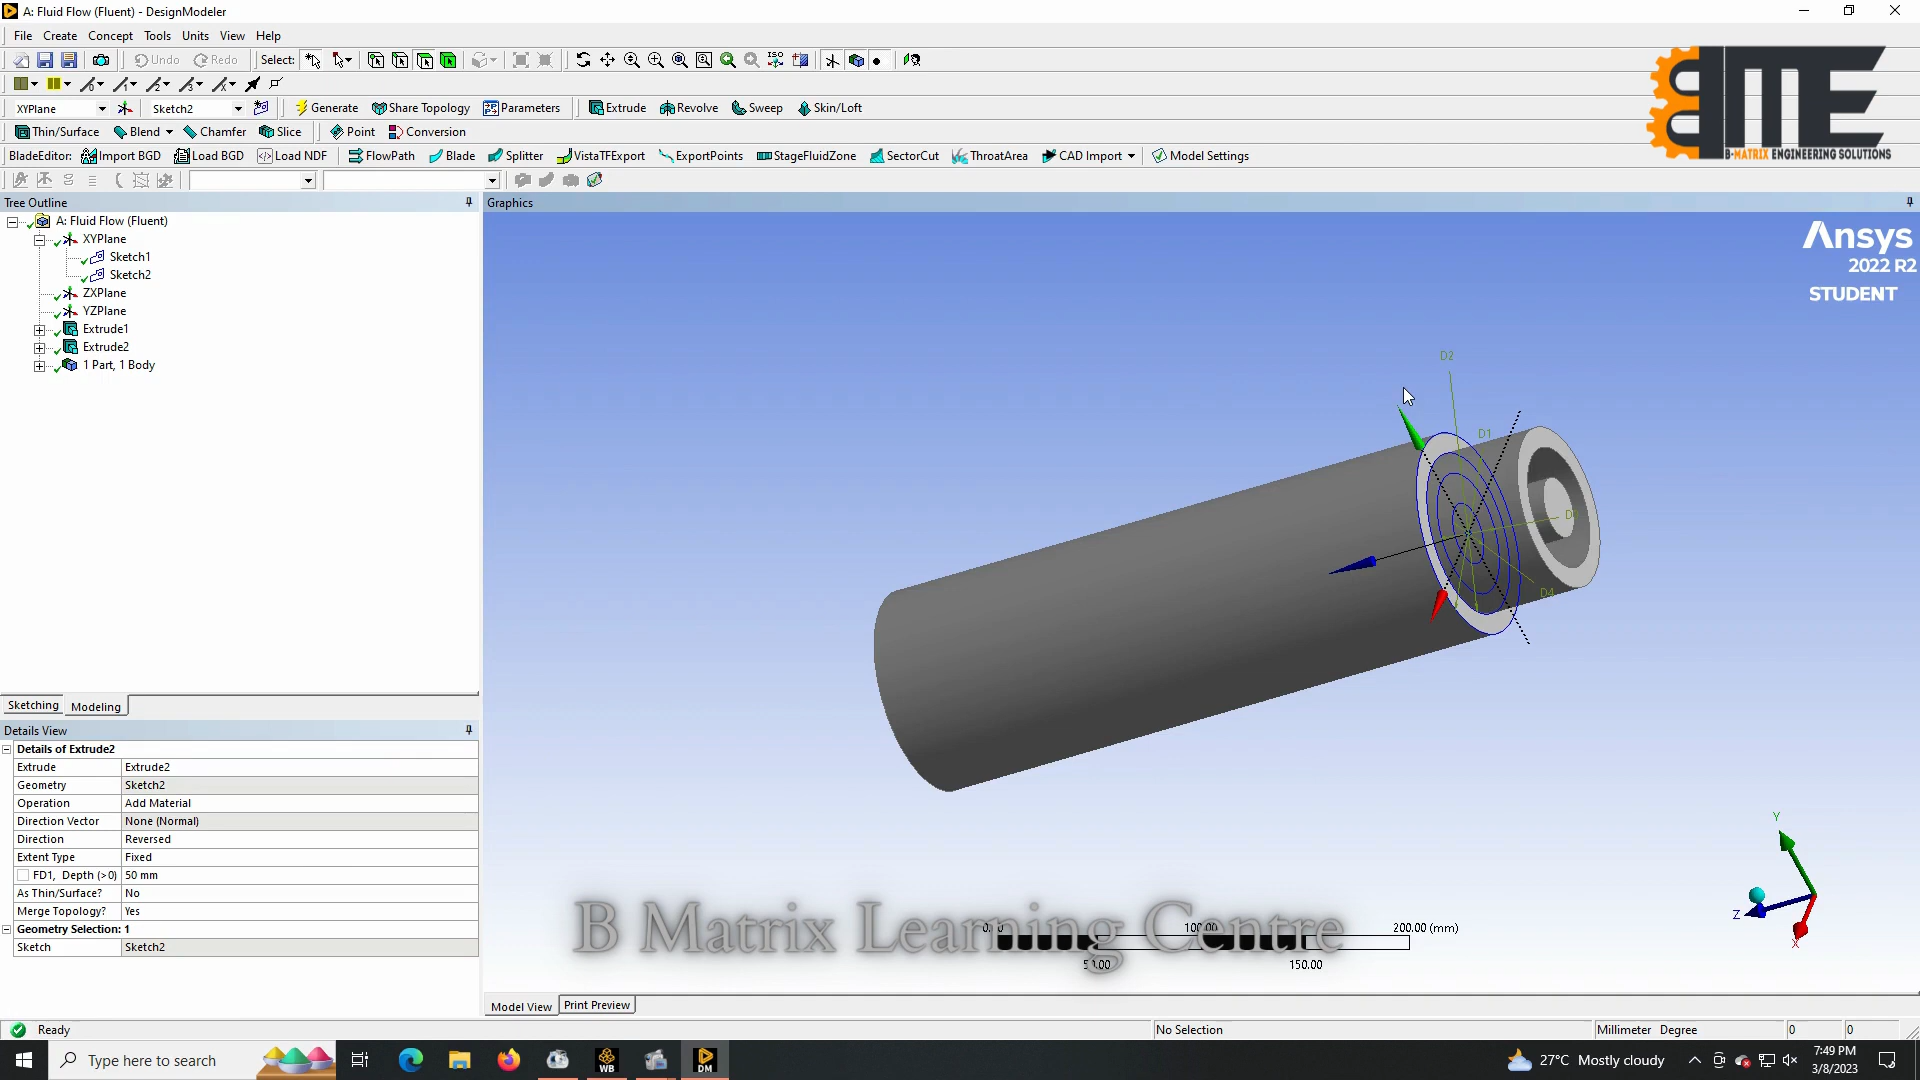 A: Fluid Flow (Fluent) - DesignModeler
File Create Concept Tools Units View Help
Undo Redo Select:
XYPlane Sketch2 Generate Share Topology Parameters Extrude Revolve Sweep Skin/Loft
Thin/Surface Blend Chamfer Slice Point Conversion
BladeEditor: Import BGD Load BGD Load NDF FlowPath Blade Splitter VistaTFExport ExportPoints StageFluidZone SectorCut ThroatArea CAD Import Model Settings
BME
B-MATRIX ENGINEERING SOLUTIONS
Tree Outline
A: Fluid Flow (Fluent)
XYPlane
Sketch1
Sketch2
ZXPlane
YZPlane
Extrude1
Extrude2
1 Part, 1 Body
Sketching Modeling
Details View
Details of Extrude2
Extrude Extrude2
Geometry Sketch2
Operation Add Material
Direction Vector None (Normal)
Direction Reversed
Extent Type Fixed
FD1, Depth (>0) 50 mm
As Thin/Surface? No
Merge Topology? Yes
Geometry Selection: 1
Sketch Sketch2
Graphics
Ansys
2022 R2
STUDENT
D2
D1
D4
Y
Z
X
B Matrix Learning Centre
100.00 200.00 (mm)
50.00 150.00
Model View Print Preview
Ready No Selection Millimeter Degree 0 0
Type here to search WB DM 27°C Mostly cloudy 7:49 PM
3/8/2023